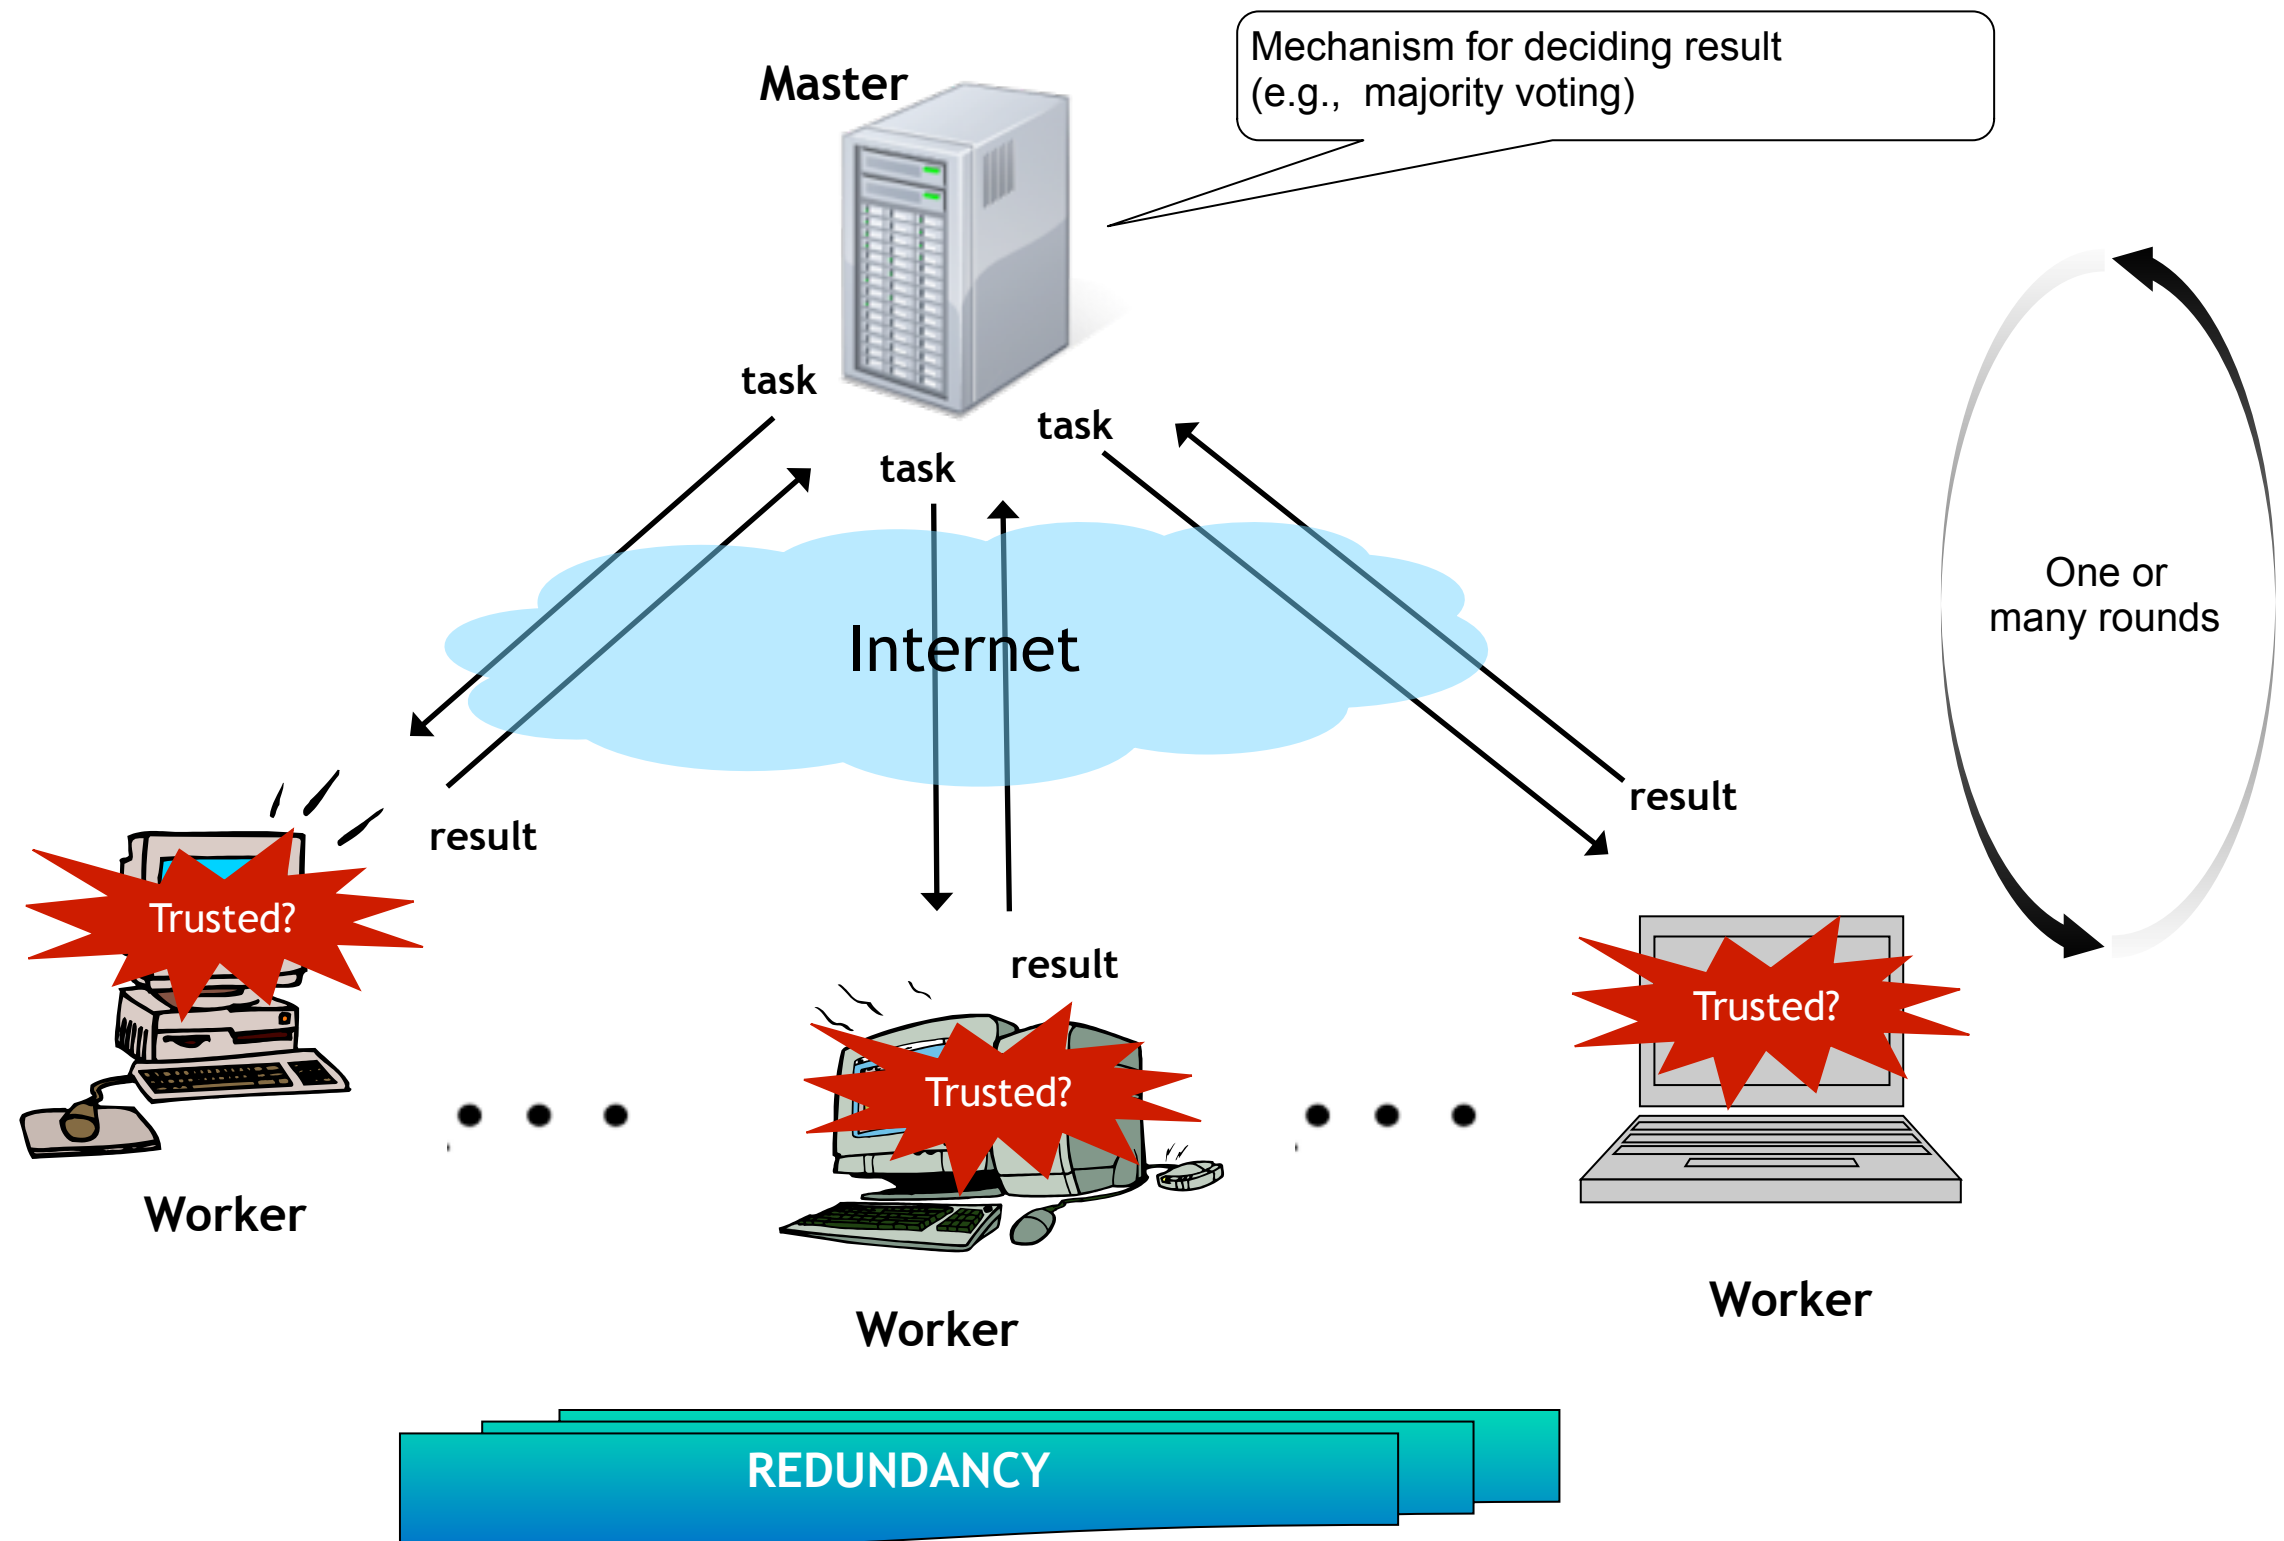 Mechanism for deciding result
(e.g., majority voting)
Master
task
task
task
Internet
One or
many rounds
result
result
result
Trusted?
Trusted?
Trusted?
Worker
Worker
Worker
REDUNDANCY